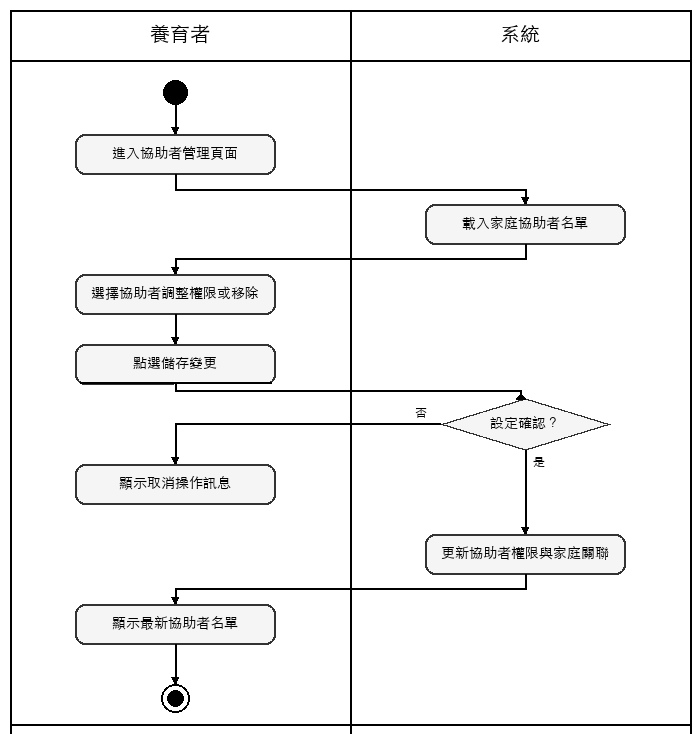 養育者
系統
進入協助者管理頁面
載入家庭協助者名單
選擇協助者調整權限或移除
點選儲存變更
否
設定確認？
是
顯示取消操作訊息
更新協助者權限與家庭關聯
顯示最新協助者名單